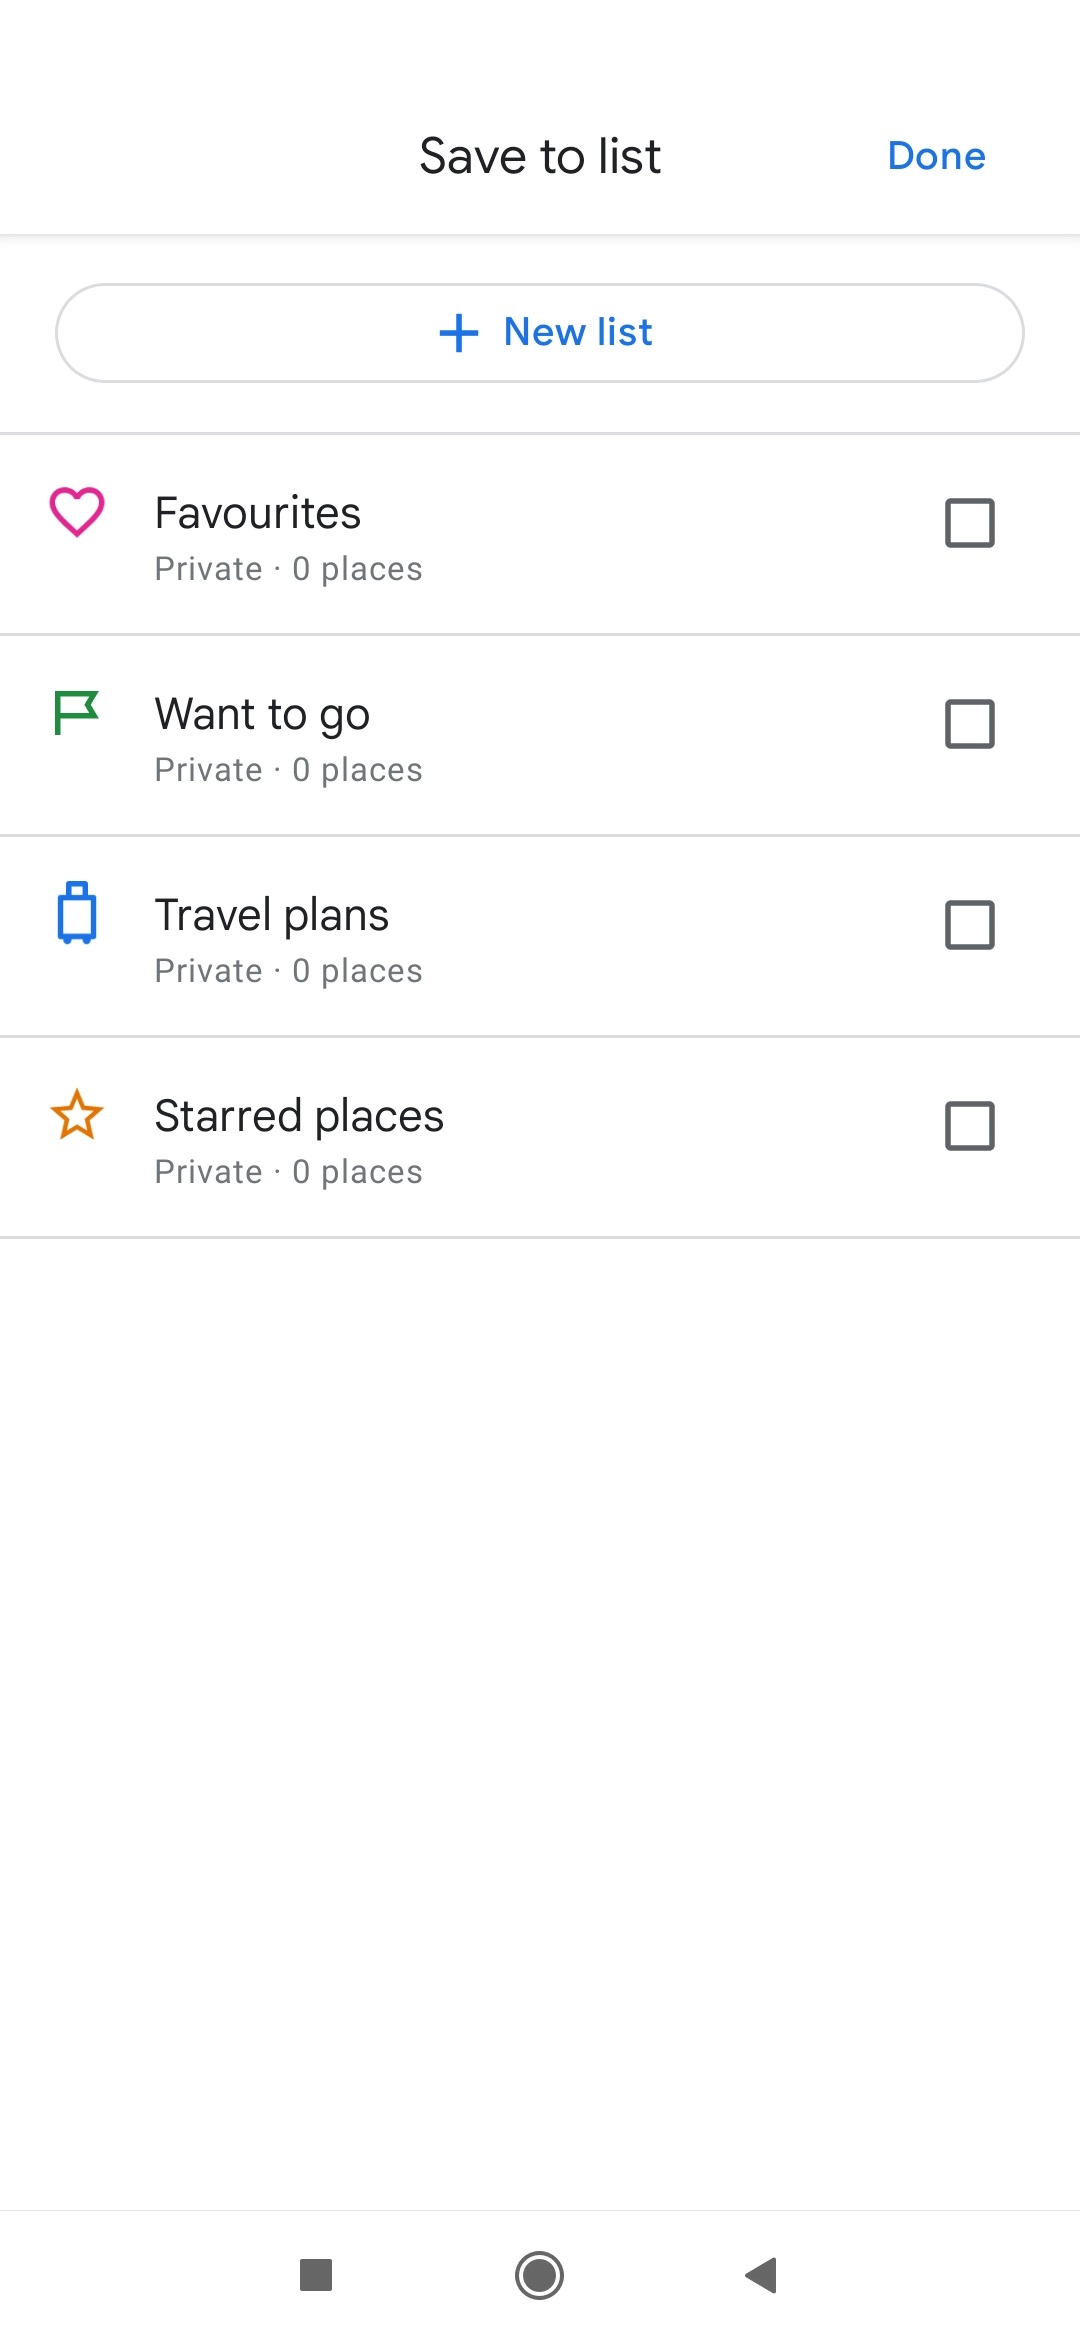 Save to list
Done
New list
Favourites
Private · 0 places
Want to go
Private · 0 places
Travel plans
Private · 0 places
Starred places
Private · 0 places